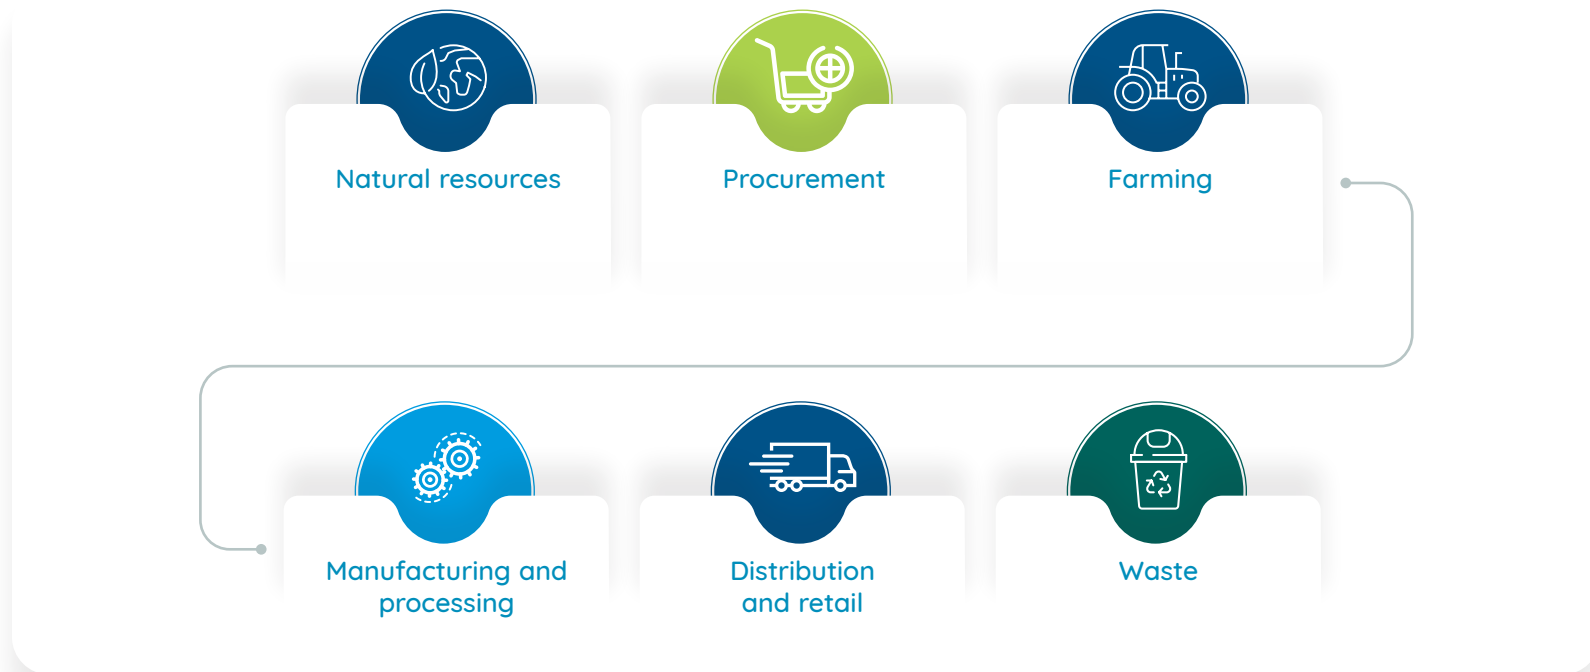 Natural resources
Procurement
Farming
Manufacturing and
processing
Distribution
and retail
Waste